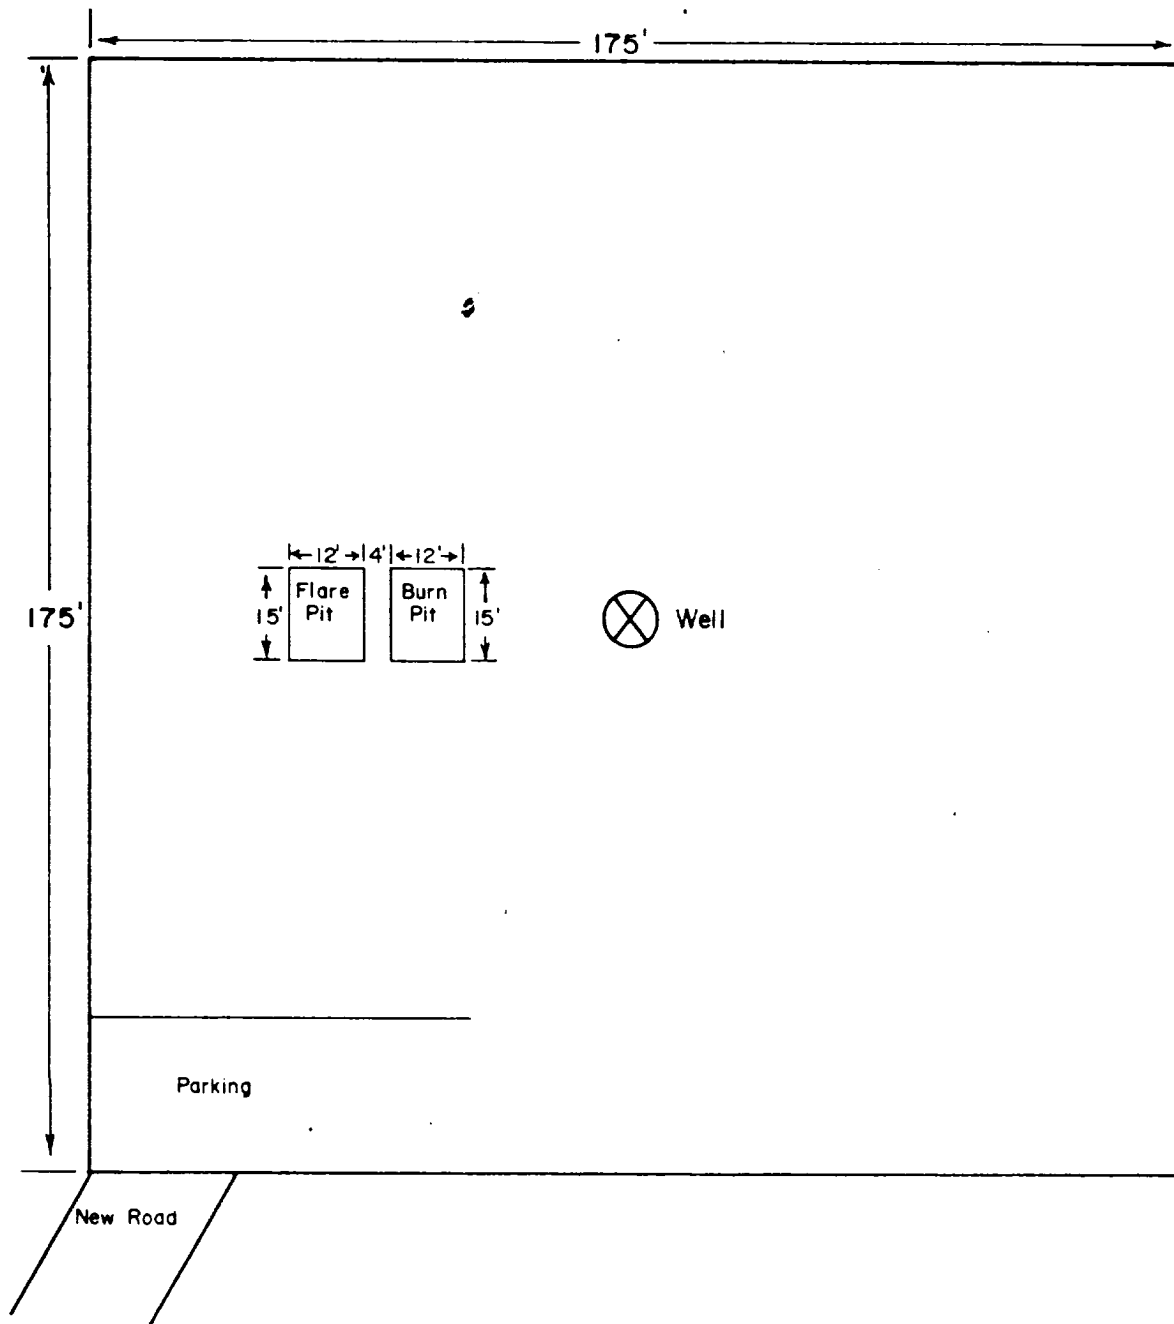 175'
12' 4' 12'
15'
Flare
Pit
Burn
Pit
15'
175'
Well
Parking
New Road